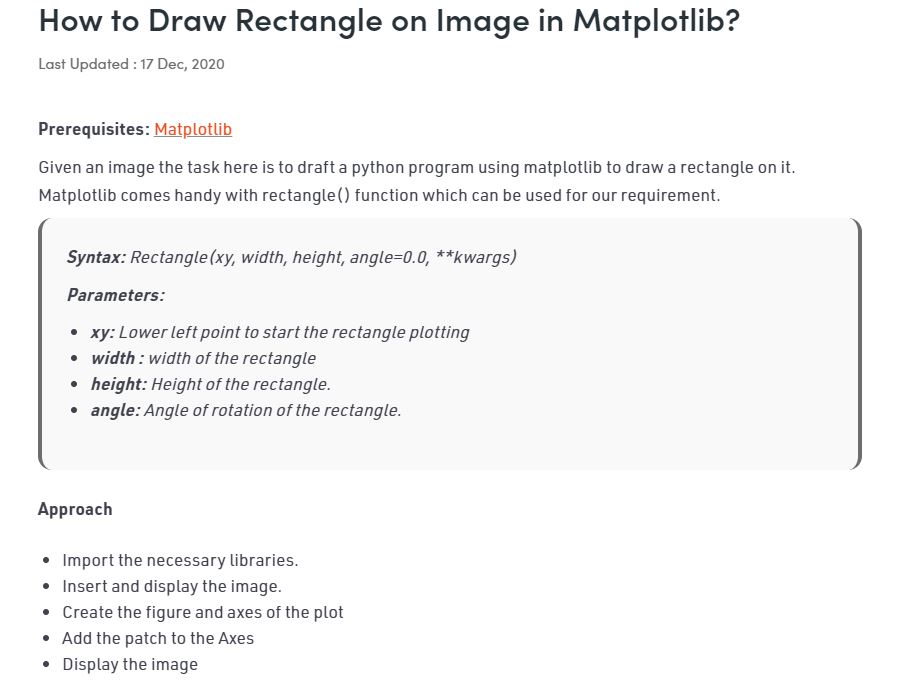 How to Draw Rectangle on Image in Matplotlib?
Last Updated : 17 Dec, 2020
Prerequisites: Matplotlib
Given an image the task here is to draft a python program using matplotlib to draw a rectangle on it.
Matplotlib comes handy with rectangle() function which can be used for our requirement.
Syntax: Rectangle(xy, width, height, angle=0.0, **kwargs)
Parameters:
• xy: Lower left point to start the rectangle plotting
• width : width of the rectangle
• height: Height of the rectangle.
• angle: Angle of rotation of the rectangle.
Approach
• Import the necessary libraries.
• Insert and display the image.
• Create the figure and axes of the plot
• Add the patch to the Axes
• Display the image